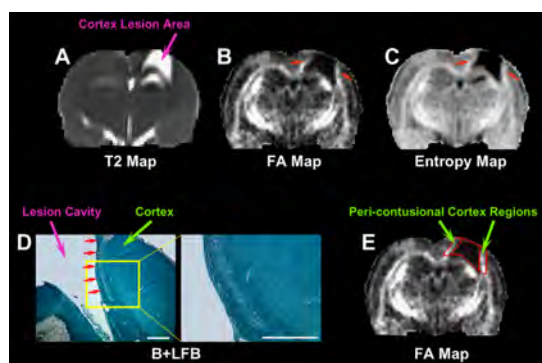 Cortex Lesion Area
A
B
C
T2 Map
FA Map
Entropy Map
Lesion Cavity
Cortex
Peri-contusional Cortex Regions
D
E
B+LFB
FA Map